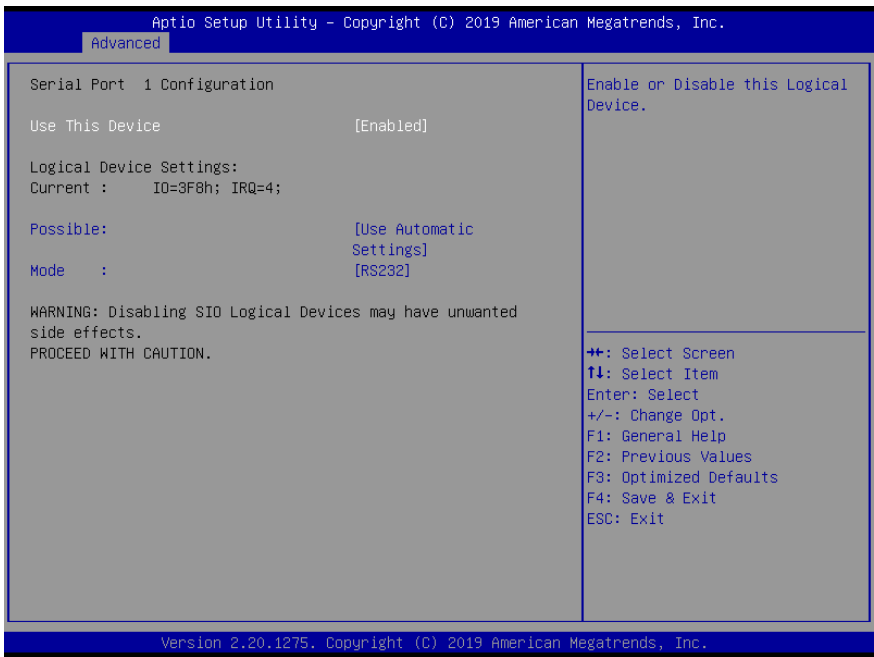 Aptio Setup Utility – Copyright (C) 2019 American Megatrends, Inc.
Advanced
Serial Port 1 Configuration
Use This Device [Enabled]
Logical Device Settings:
Current : IO=3F8h; IRQ=4;
Possible: [Use Automatic
Settings]
Mode : [RS232]
WARNING: Disabling SIO Logical Devices may have unwanted
side effects.
PROCEED WITH CAUTION.
Enable or Disable this Logical
Device.
→←: Select Screen
↑↓: Select Item
Enter: Select
+/-: Change Opt.
F1: General Help
F2: Previous Values
F3: Optimized Defaults
F4: Save & Exit
ESC: Exit
Version 2.20.1275. Copyright (C) 2019 American Megatrends, Inc.